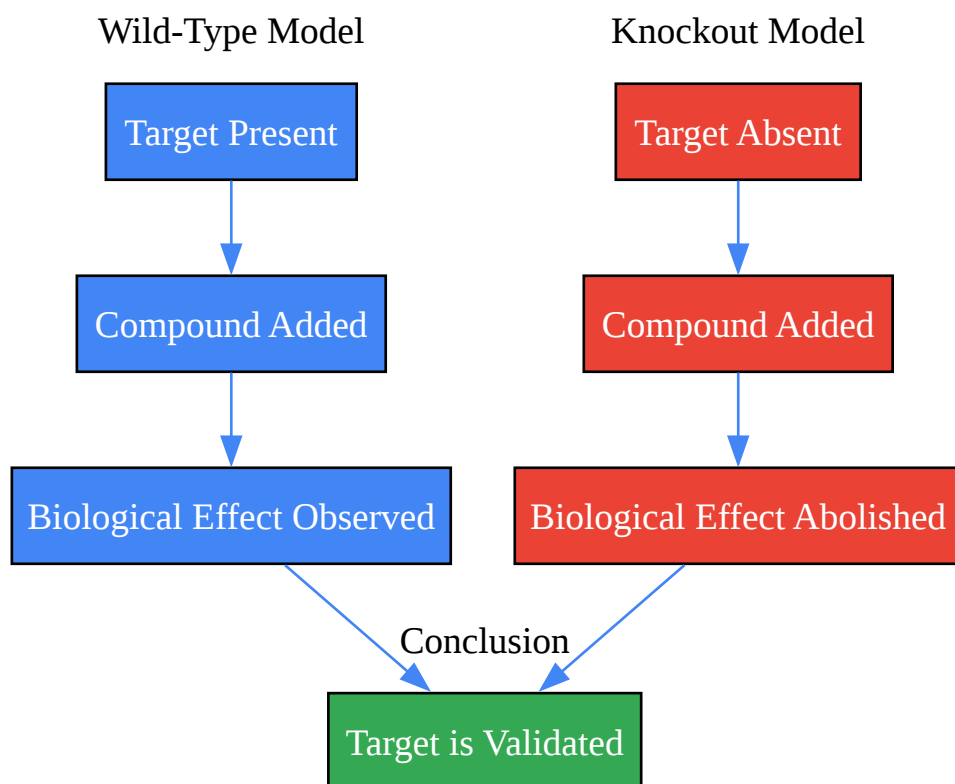 Wild-Type Model
Knockout Model
Target Present
Target Absent
Compound Added
Compound Added
Biological Effect Observed
Biological Effect Abolished
Conclusion
Target is Validated